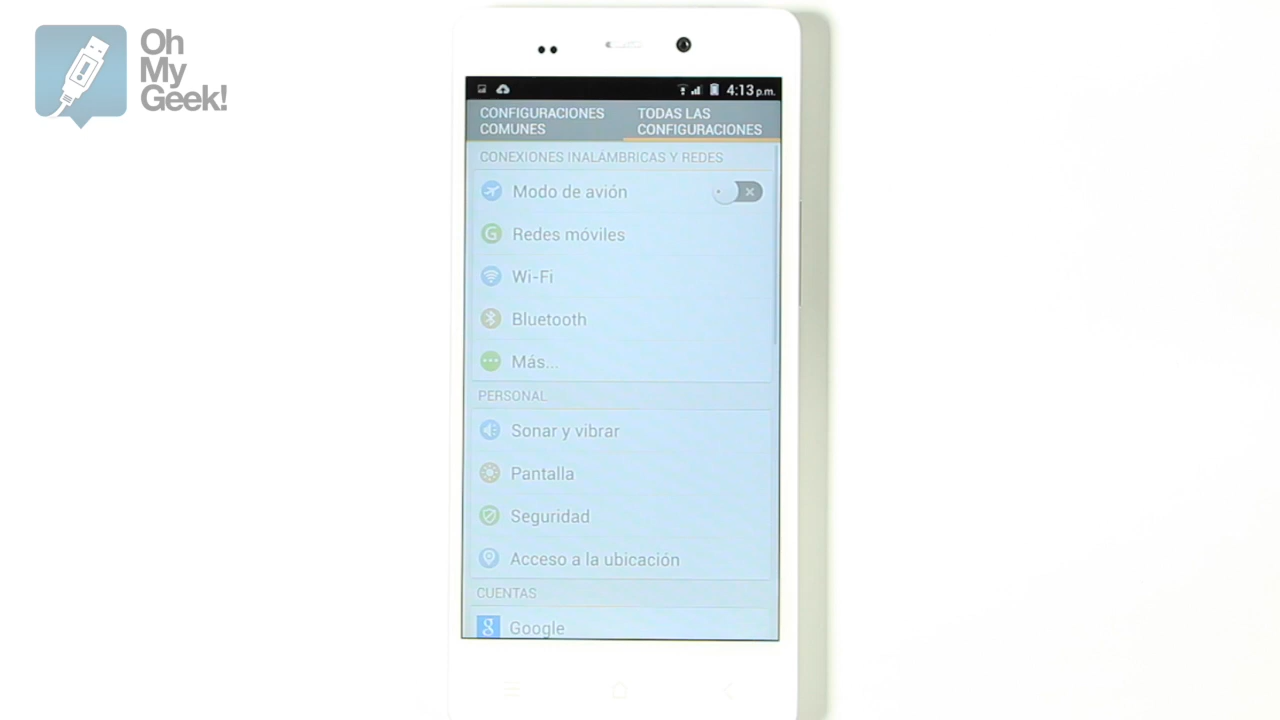 Oh
My
Geek!
4:13 p.m.
CONFIGURACIONES
COMUNES
TODAS LAS
CONFIGURACIONES
CONEXIONES INALÁMBRICAS Y REDES
Modo de avión
G Redes móviles
Wi-Fi
Bluetooth
Más...
PERSONAL
Sonar y vibrar
Pantalla
Seguridad
Acceso a la ubicación
CUENTAS
8 Google